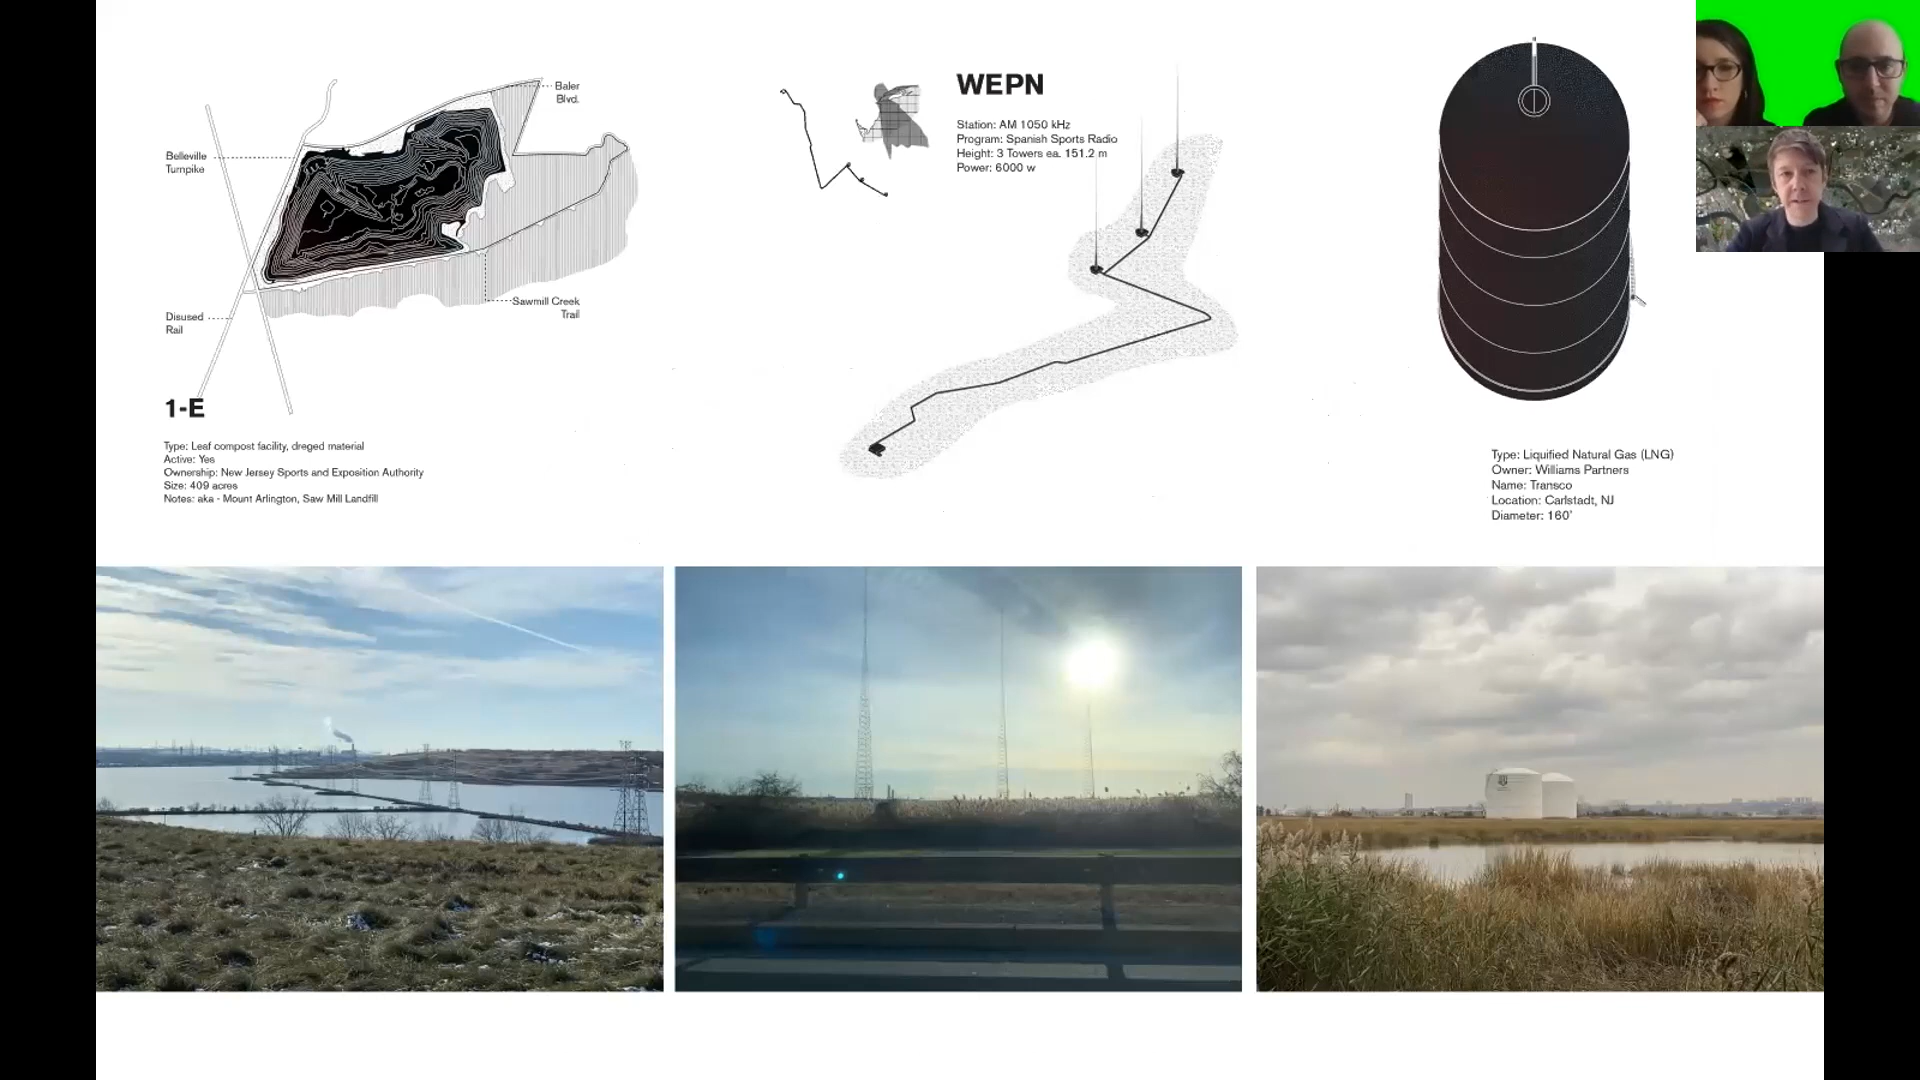 Baler
Blvd.
Belleville
Turnpike
Sawmill Creek
Trail
Disused
Rail
1-E
Type: Leaf compost facility, dreged material
Active: Yes
Ownership: New Jersey Sports and Exposition Authority
Size: 409 acres
Notes: aka - Mount Arlington, Saw Mill Landfill
WEPN
Station: AM 1050 kHz
Program: Spanish Sports Radio
Height: 3 Towers ea. 151.2 m
Power: 6000 w
Type: Liquified Natural Gas (LNG)
Owner: Williams Partners
Name: Transco
Location: Carlstadt, NJ
Diameter: 160'